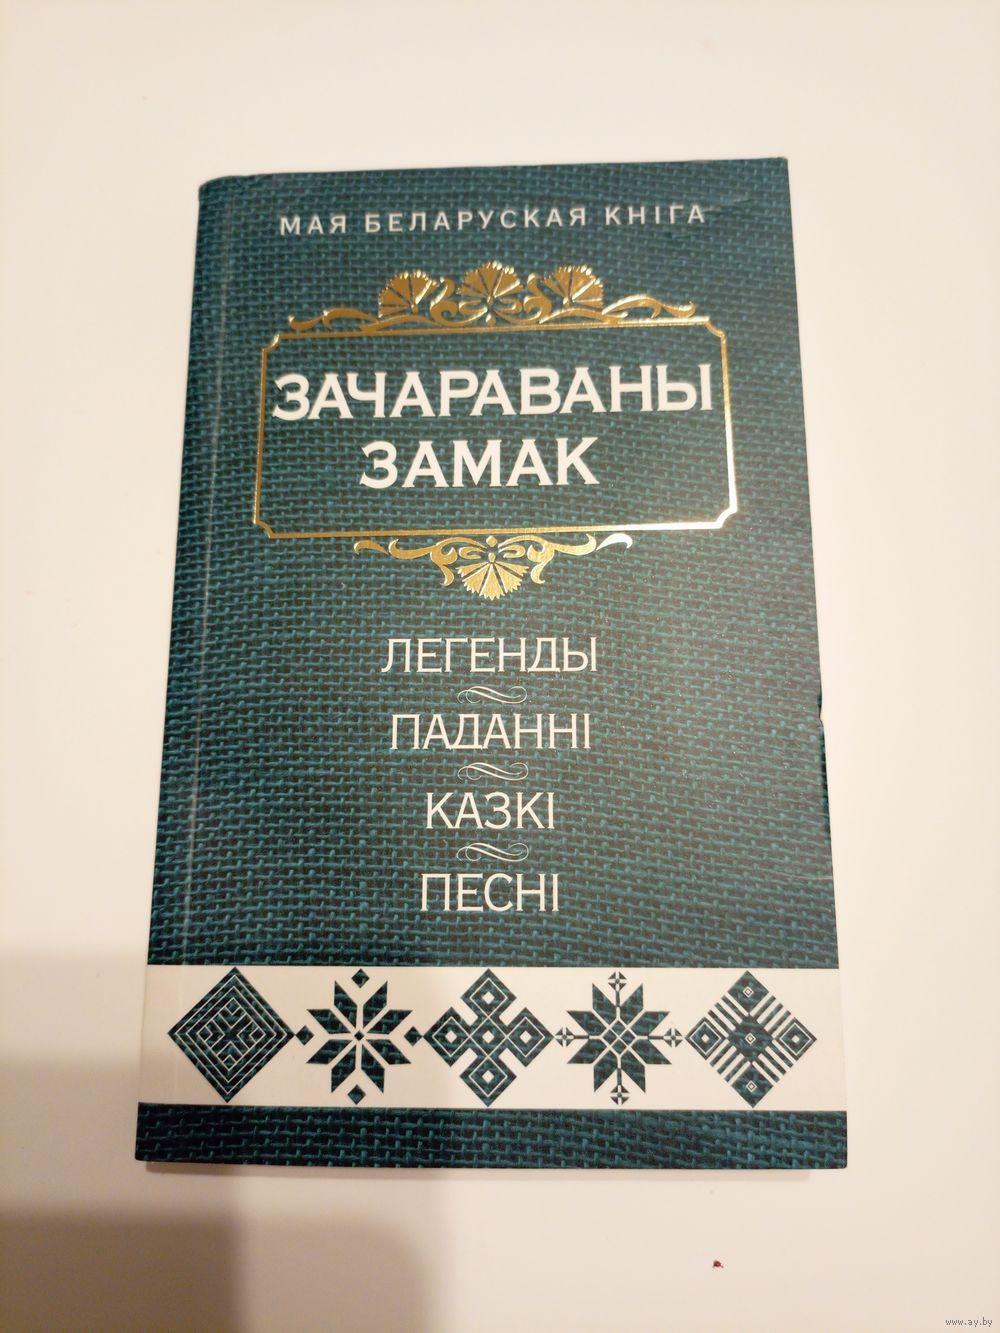 МАЯ БЕЛАРУСКАЯ КНІГА
ЗАЧАРАВАНЫ
ЗАМАК
ЛЕГЕНДЫ
ПАДАННІ
КАЗКІ
ПЕСНІ
www.ay.by